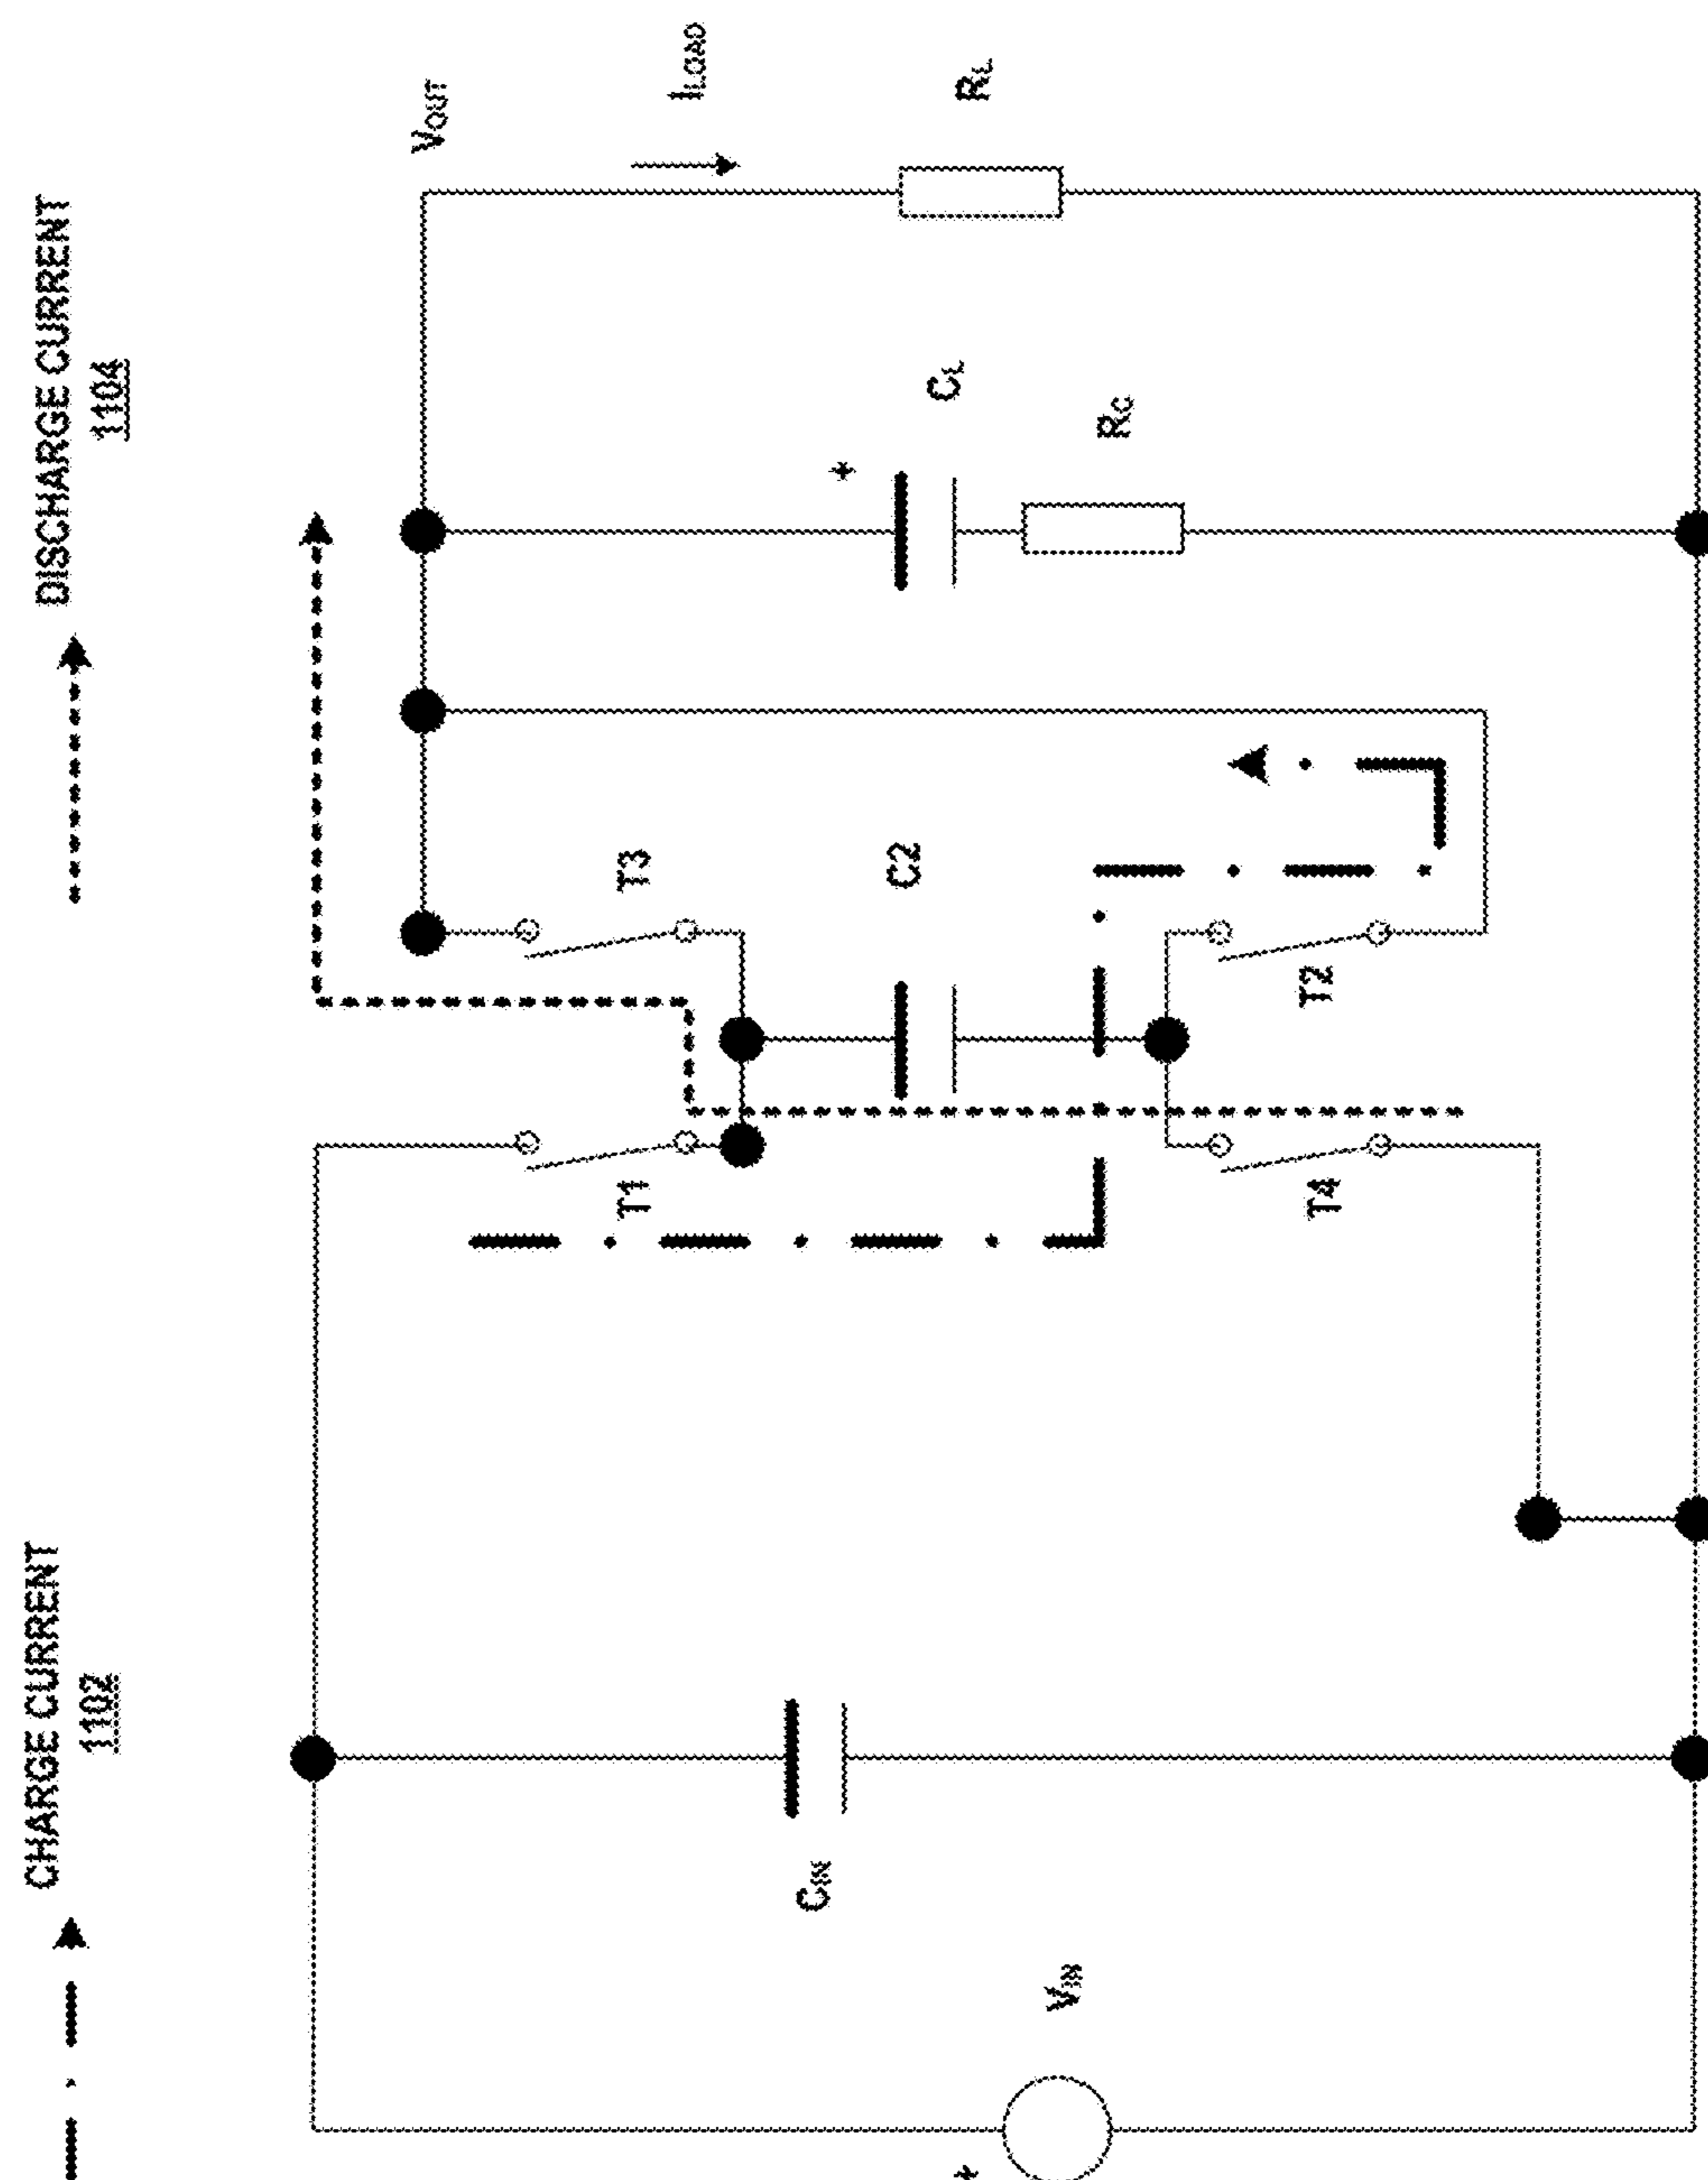 CHARGE CURRENT
1102
DISCHARGE CURRENT
1104
VOUT
ILOAD
T1
T3
CIN
C2
CL
+
RL
VIN
+
RC
T4
T2